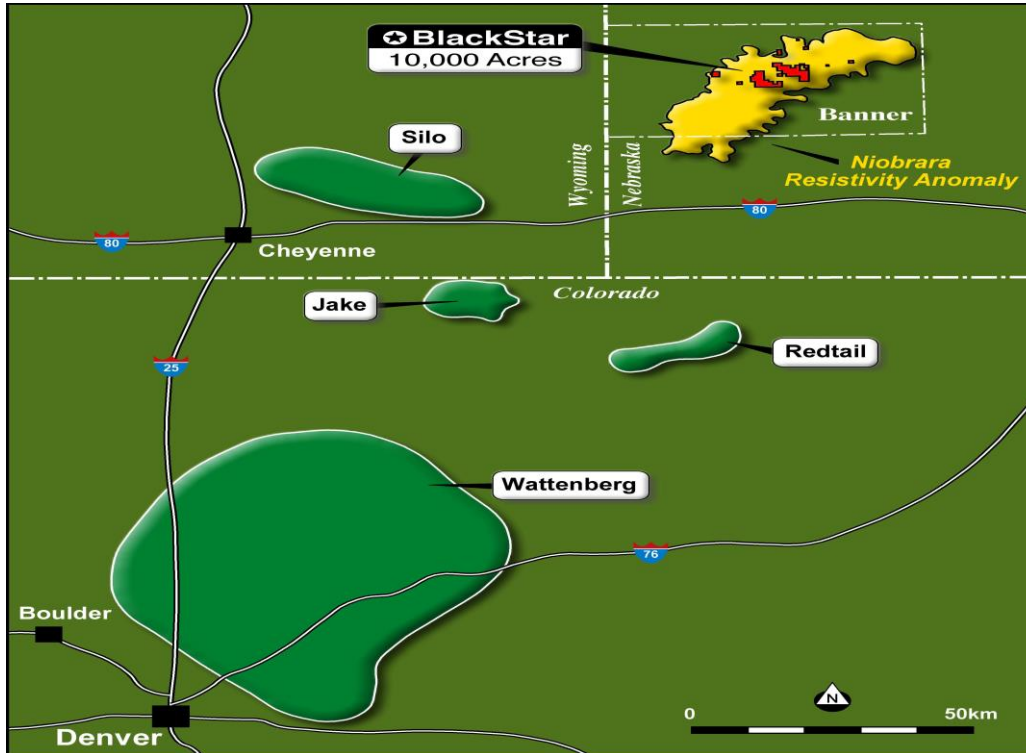 BlackStar
10,000 Acres
Banner
Silo
Wyoming
Nebraska
Niobrara
Resistivity Anomaly
80
80
Cheyenne
Jake
Colorado
Redtail
25
Wattenberg
76
Boulder
N
0
50km
Denver